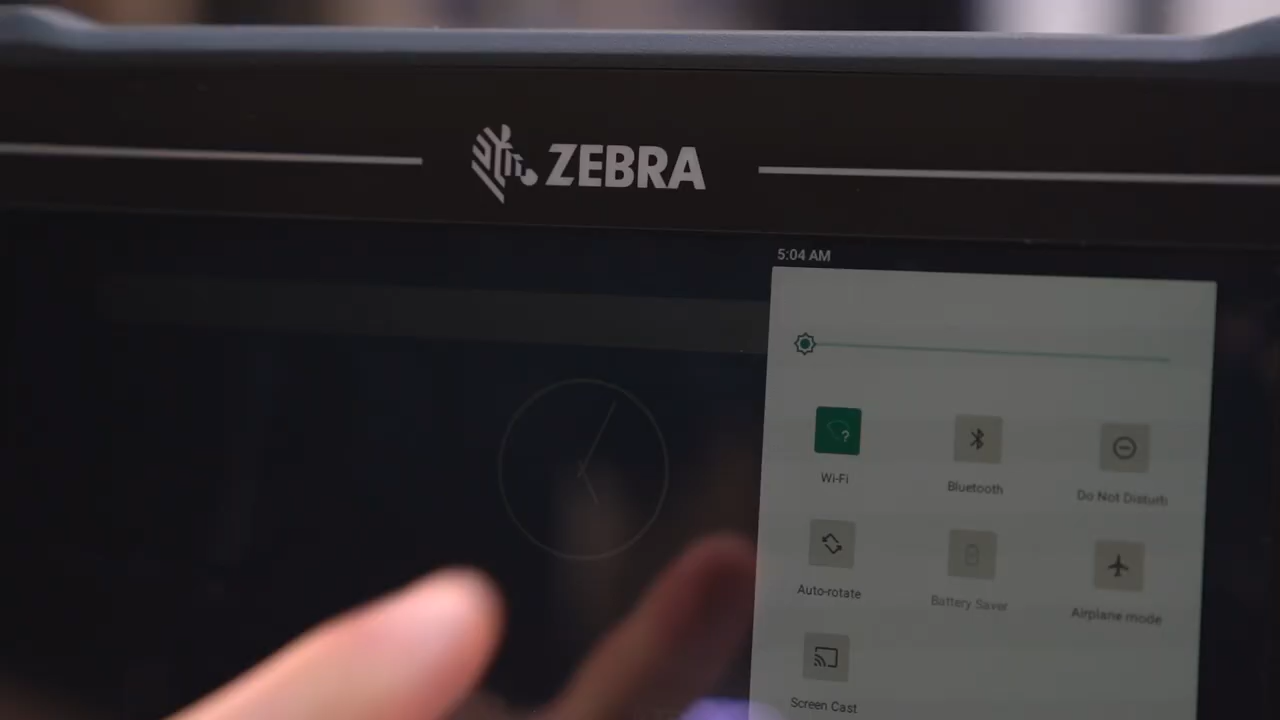 ZEBRA
5:04 AM
?
Wi-Fi
Bluetooth
Do Not Disturb
Auto-rotate
Battery Saver
Airplane mode
Screen Cast